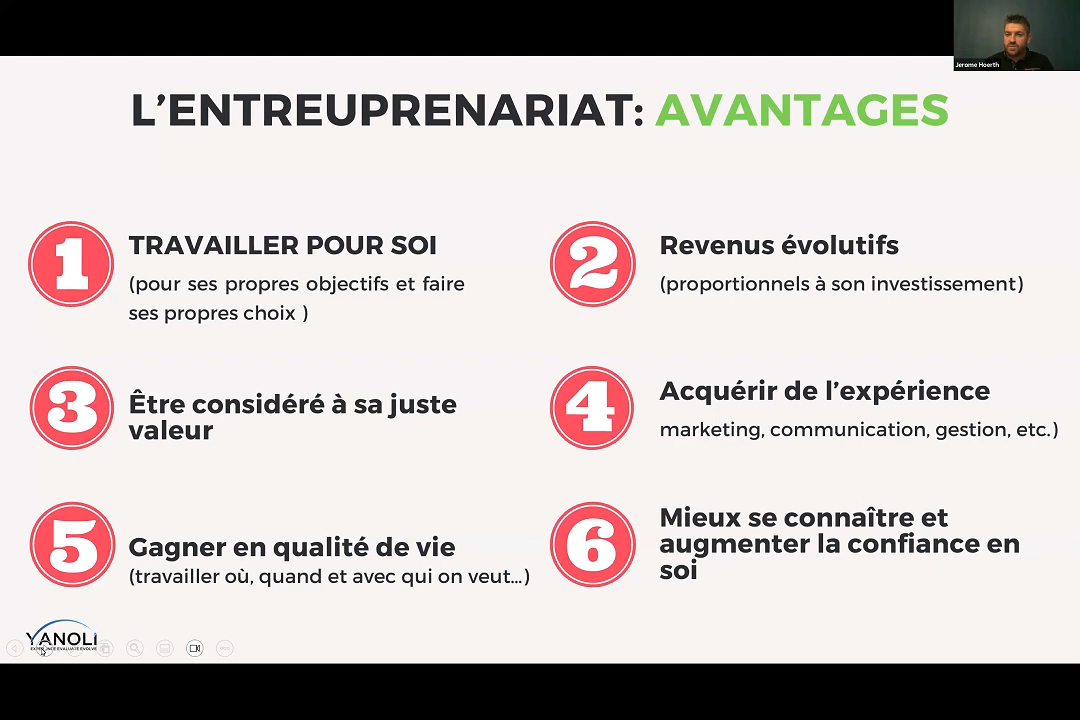 Jerome Hoerth
L'ENTREUPRENARIAT: AVANTAGES
1
TRAVAILLER POUR SOI
(pour ses propres objectifs et faire
ses propres choix )
2
Revenus évolutifs
(proportionnels à son investissement)
3
Être considéré à sa juste
valeur
4
Acquérir de l'expérience
marketing, communication, gestion, etc.)
5
Gagner en qualité de vie
(travailler où, quand et avec qui on veut...)
6
Mieux se connaître et
augmenter la confiance en
soi
YANOLI